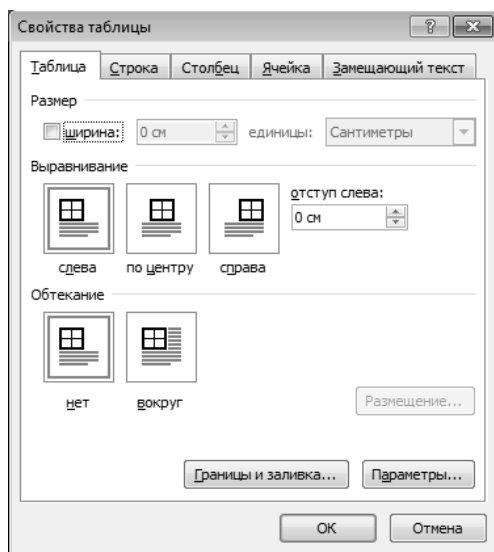 Свойства таблицы
Таблица Строка Столбец Ячейка Замещающий текст
Размер
ширина: 0 см единицы: Сантиметры
Выравнивание
отступ слева:
0 см
слева по центру справа
Обтекание
нет вокруг
Размещение...
Границы и заливка... Параметры...
ОК Отмена